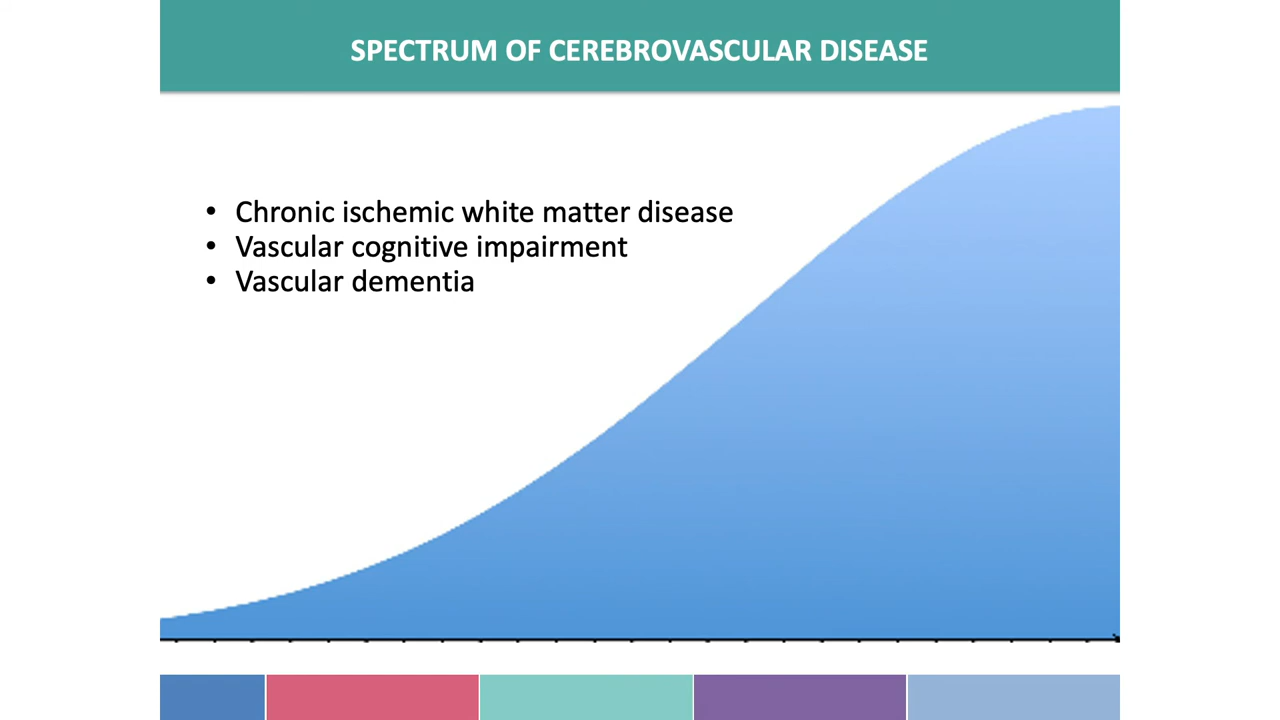 SPECTRUM OF CEREBROVASCULAR DISEASE
• Chronic ischemic white matter disease
• Vascular cognitive impairment
• Vascular dementia